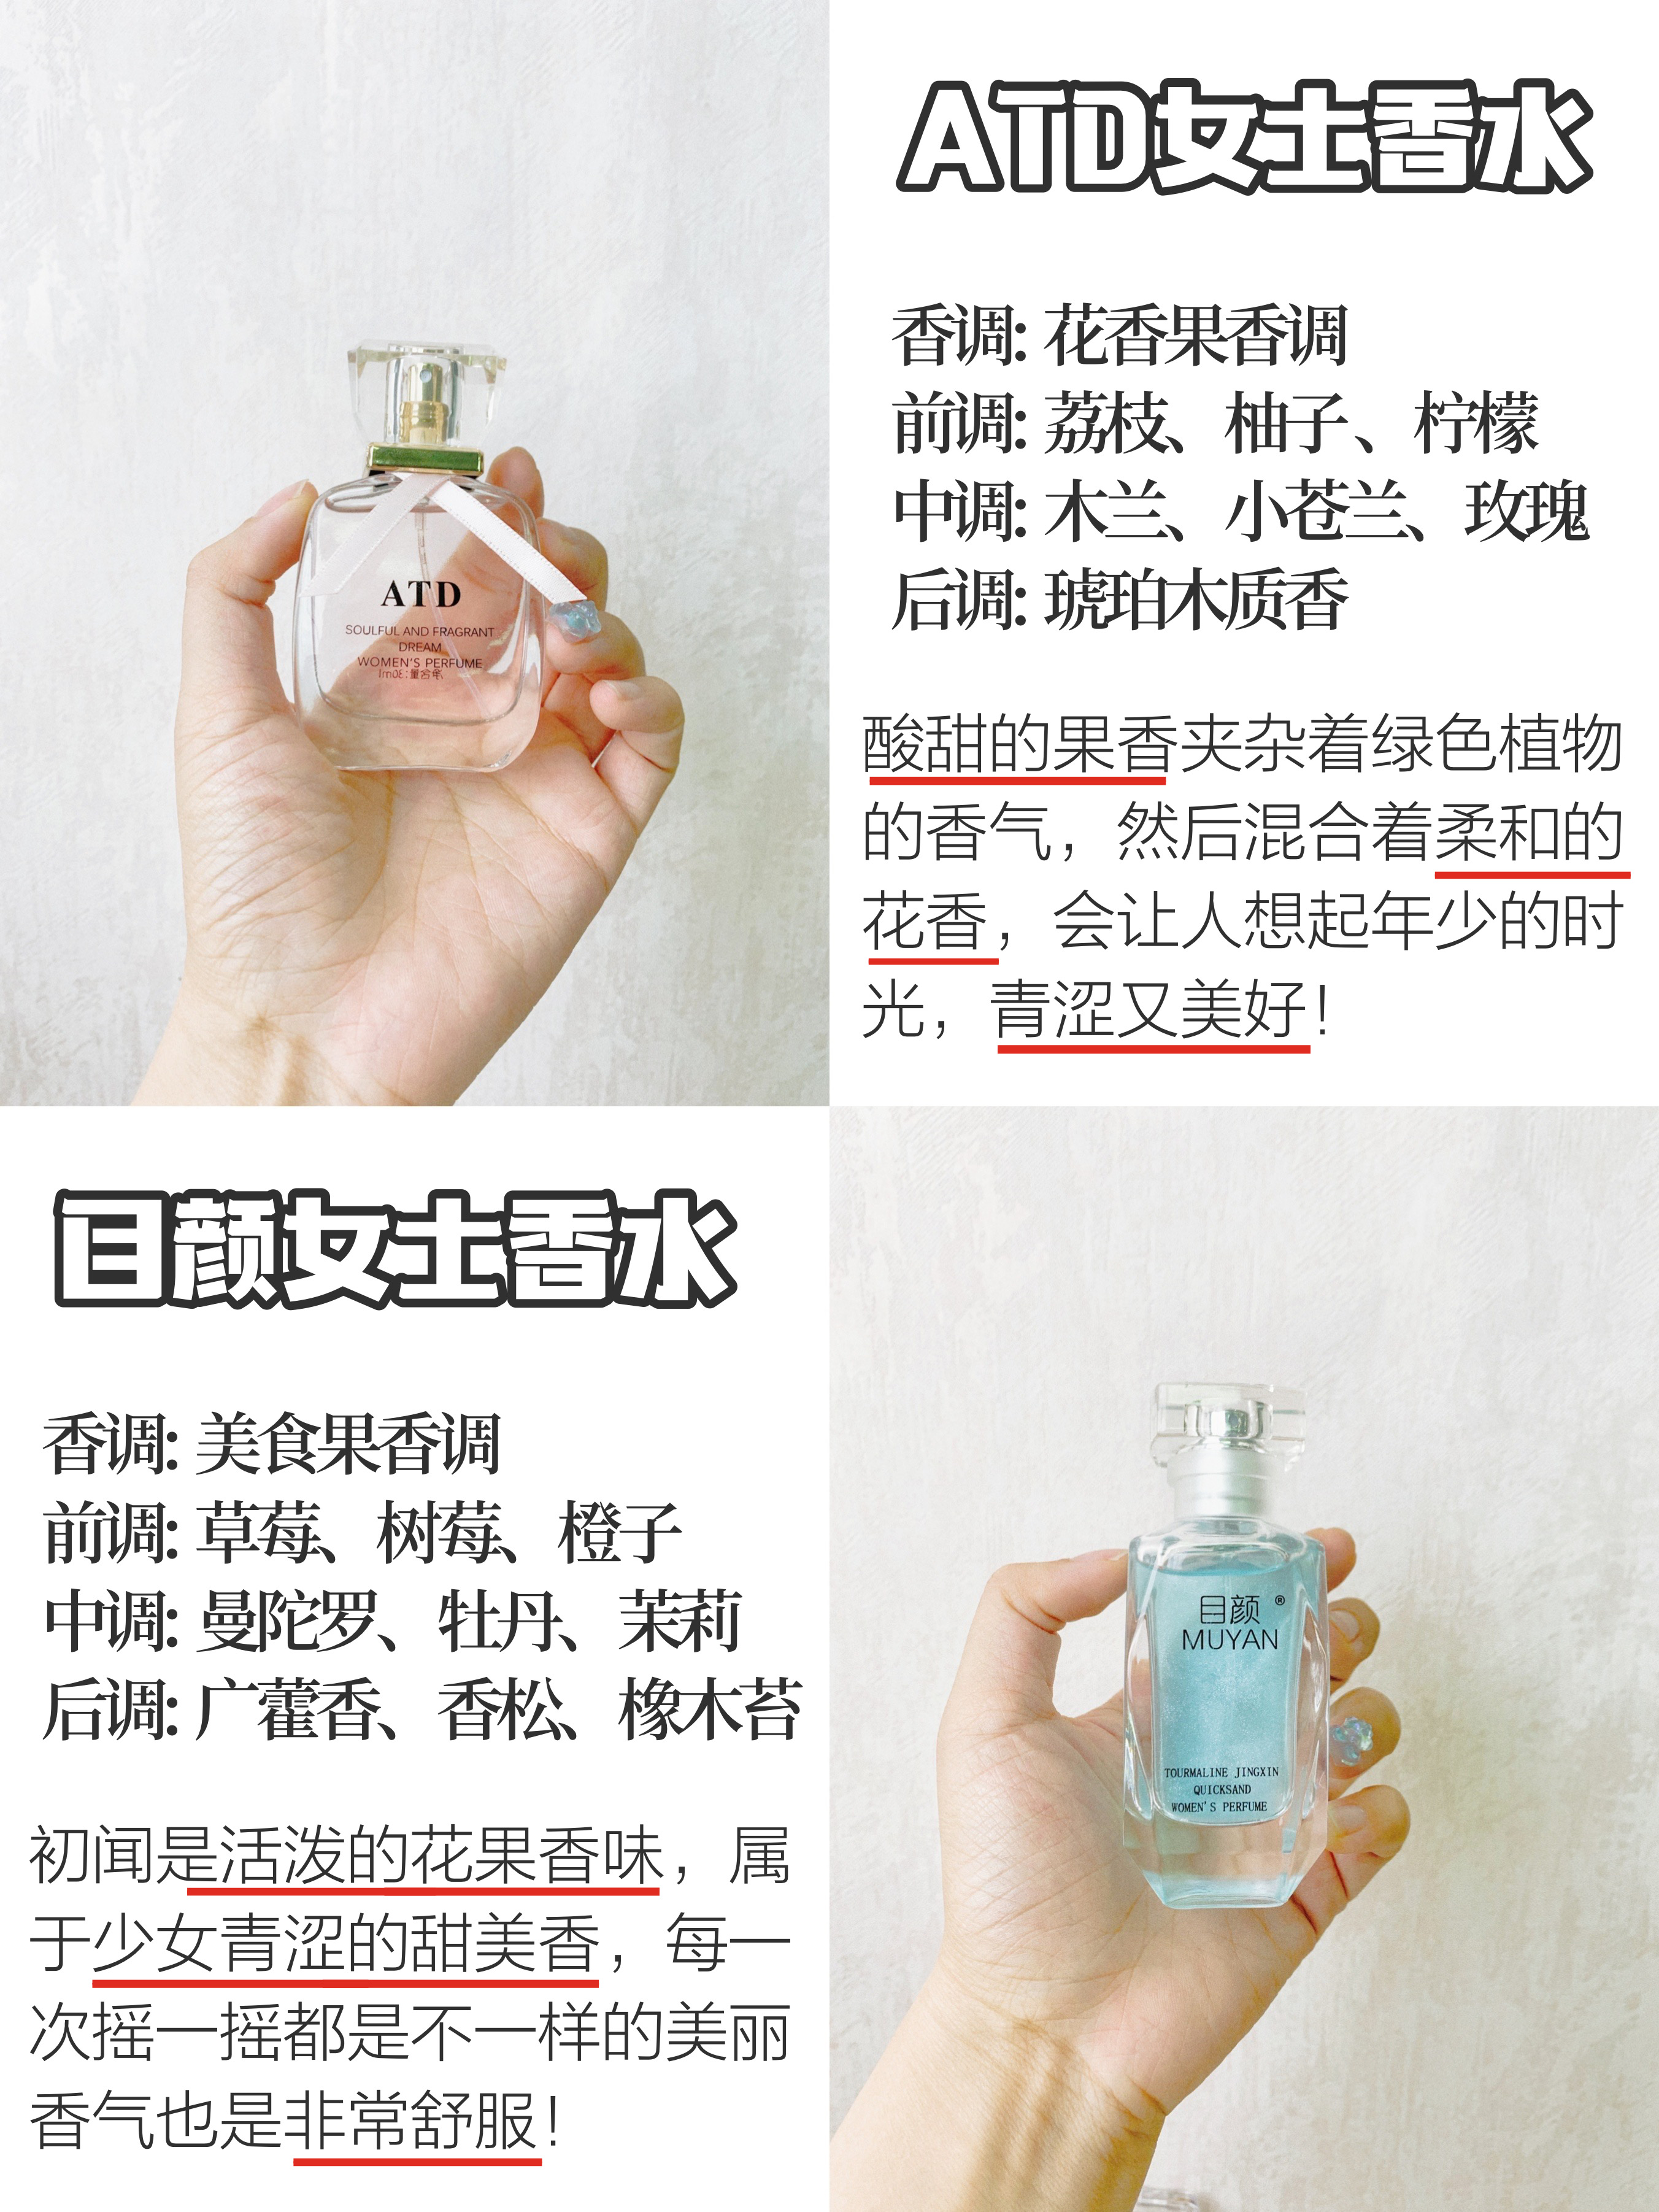 ATD女士香水
香调: 花香果香调
前调: 荔枝、柚子、柠檬
中调: 木兰、小苍兰、玫瑰
后调: 琥珀木质香
酸甜的果香夹杂着绿色植物
的香气，然后混合着柔和的
花香，会让人想起年少的时
光，青涩又美好！
ATD
SOULFUL AND FRAGRANT
DREAM
WOMEN'S PERFUME
目颜女士香水
香调: 美食果香调
前调: 草莓、树莓、橙子
中调: 曼陀罗、牡丹、茉莉
后调: 广藿香、香松、橡木苔
初闻是活泼的花果香味，属
于少女青涩的甜美香，每一
次摇一摇都是不一样的美丽
香气也是非常舒服！
目颜®
MUYAN
TOURMALINE JINGXIN
QUICKSAND
WOMEN'S PERFUME